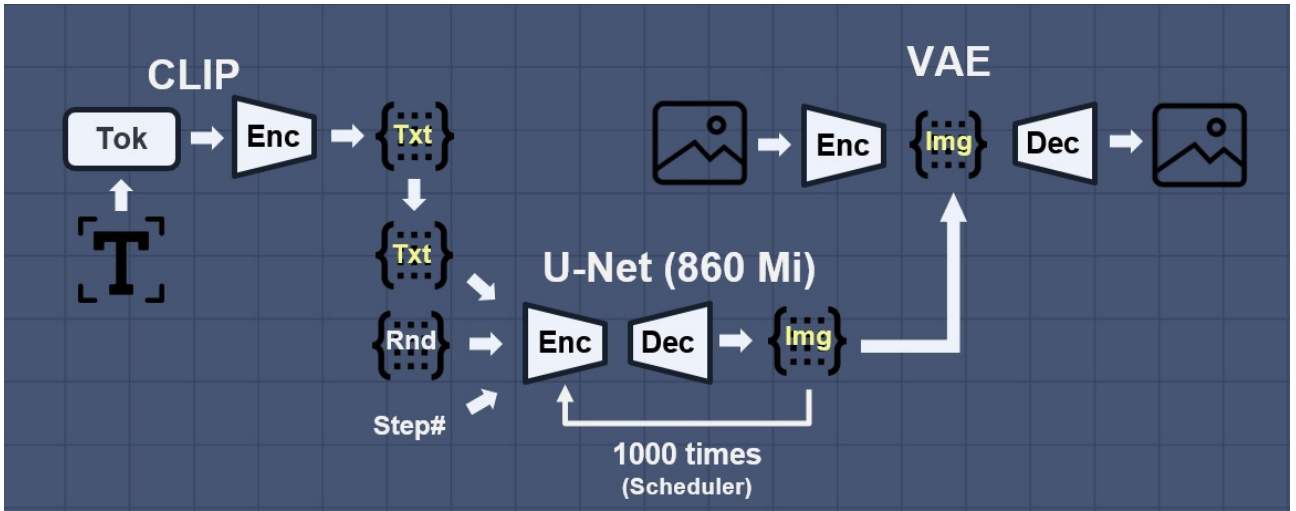 CLIP
VAE
Tok
Enc
Txt
Enc
Img
Dec
T
Txt
U-Net (860 Mi)
Rnd
Enc
Dec
Img
Step#
1000 times
(Scheduler)